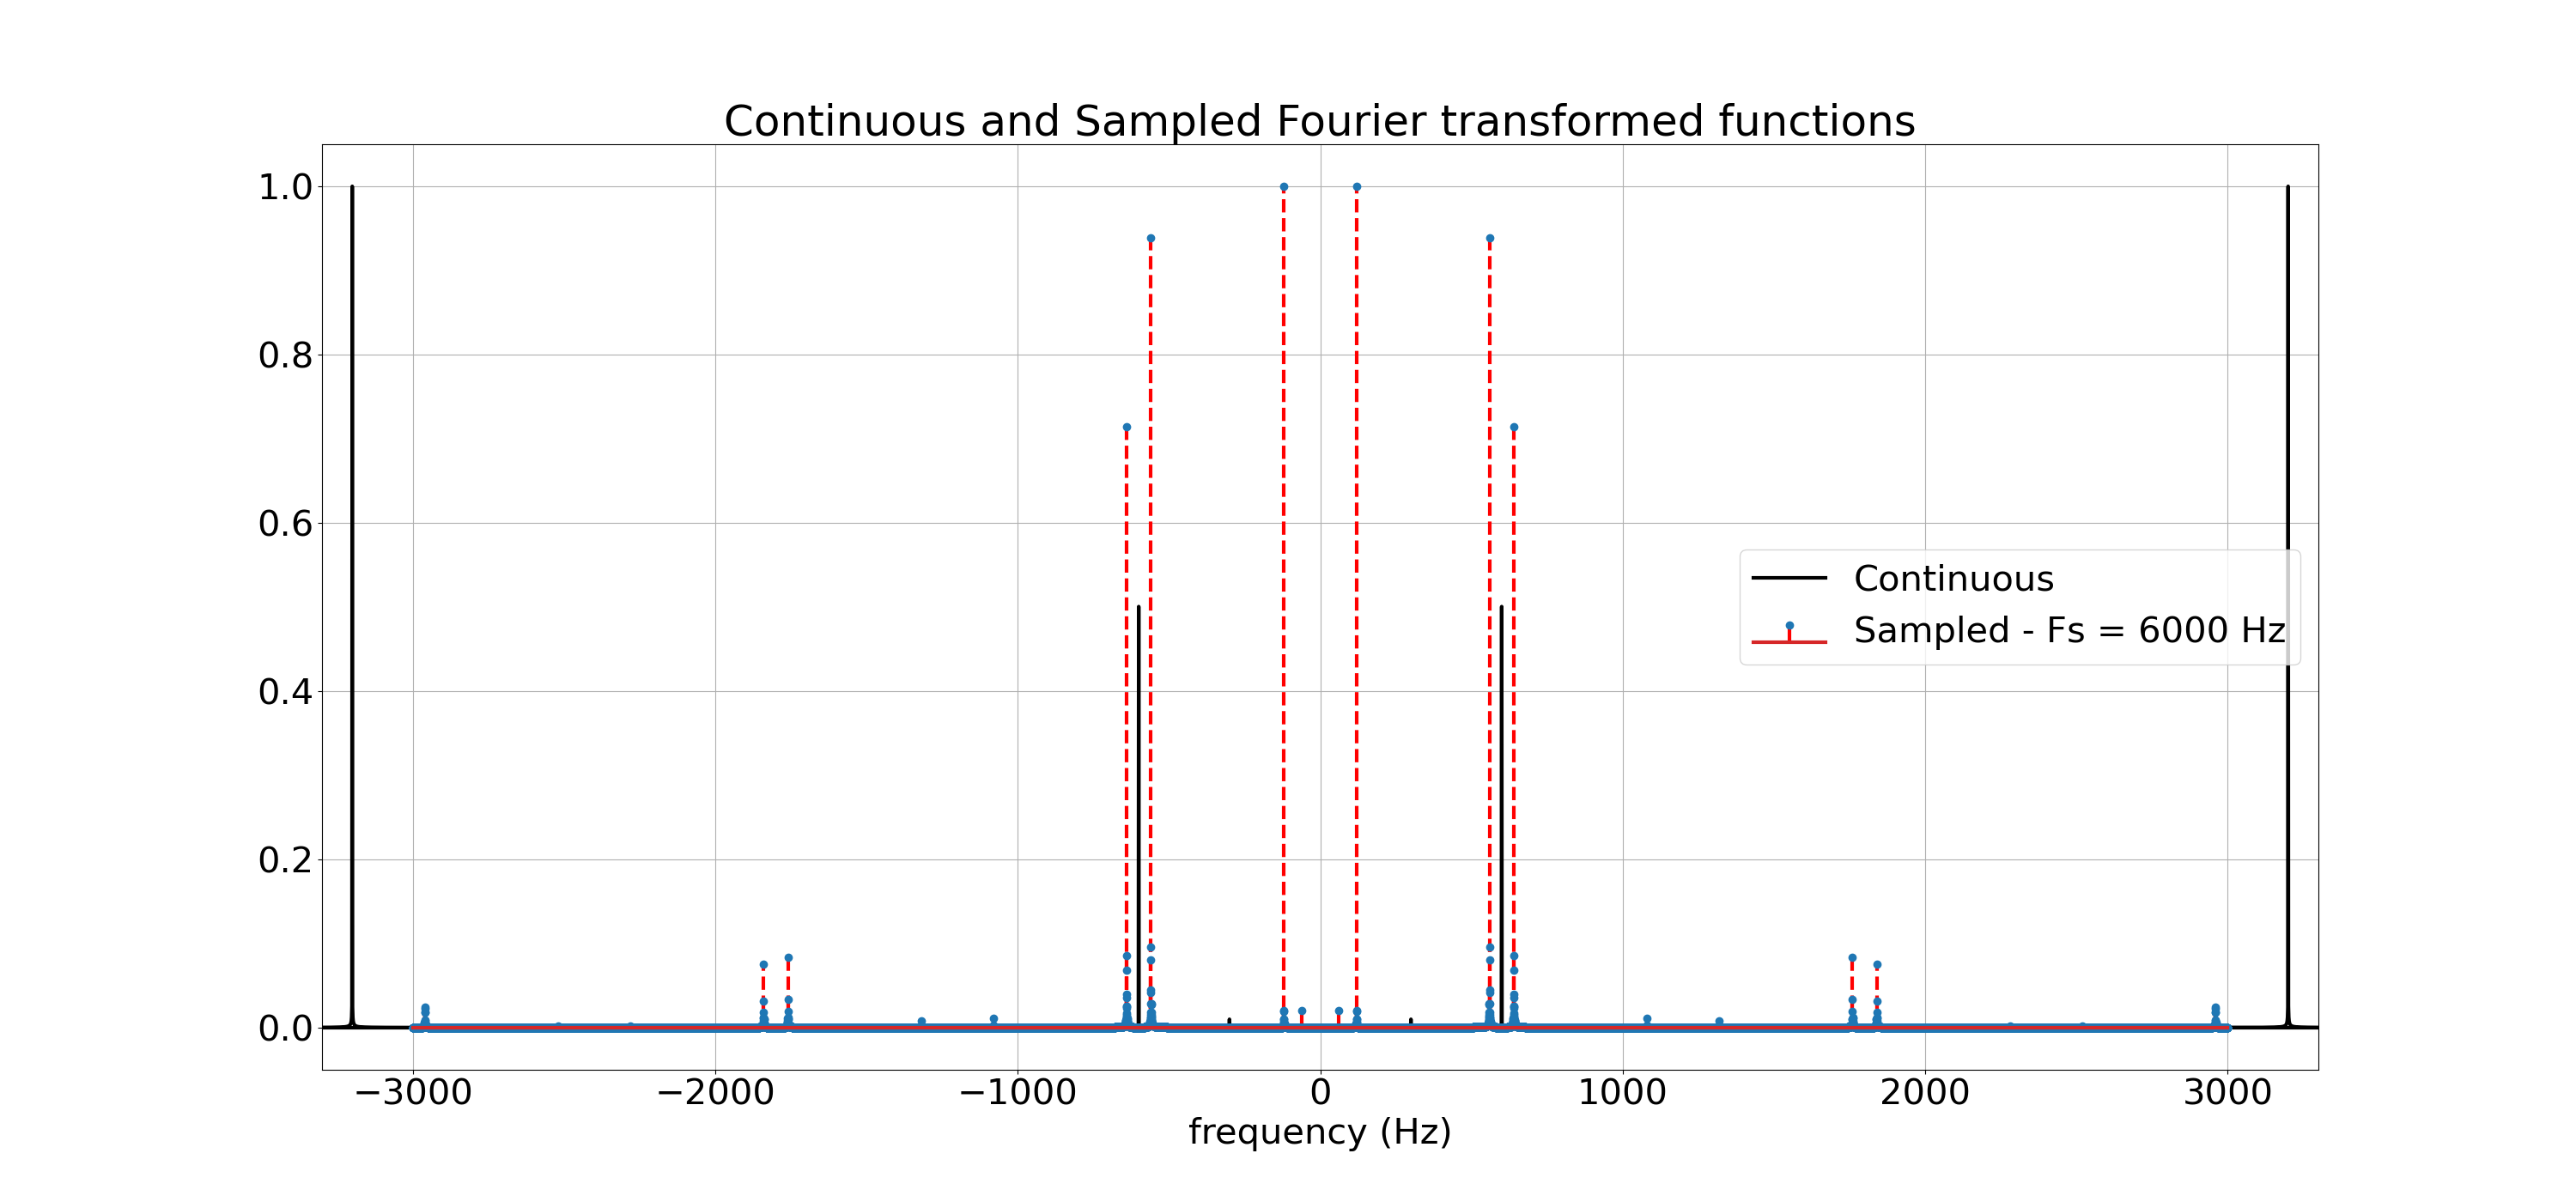 Continuous and Sampled Fourier transformed functions
1.0
0.8
0.6
0.4
0.2
0.0
Continuous
Sampled - Fs = 6000 Hz
−3000 −2000 −1000 0 1000 2000 3000
frequency (Hz)